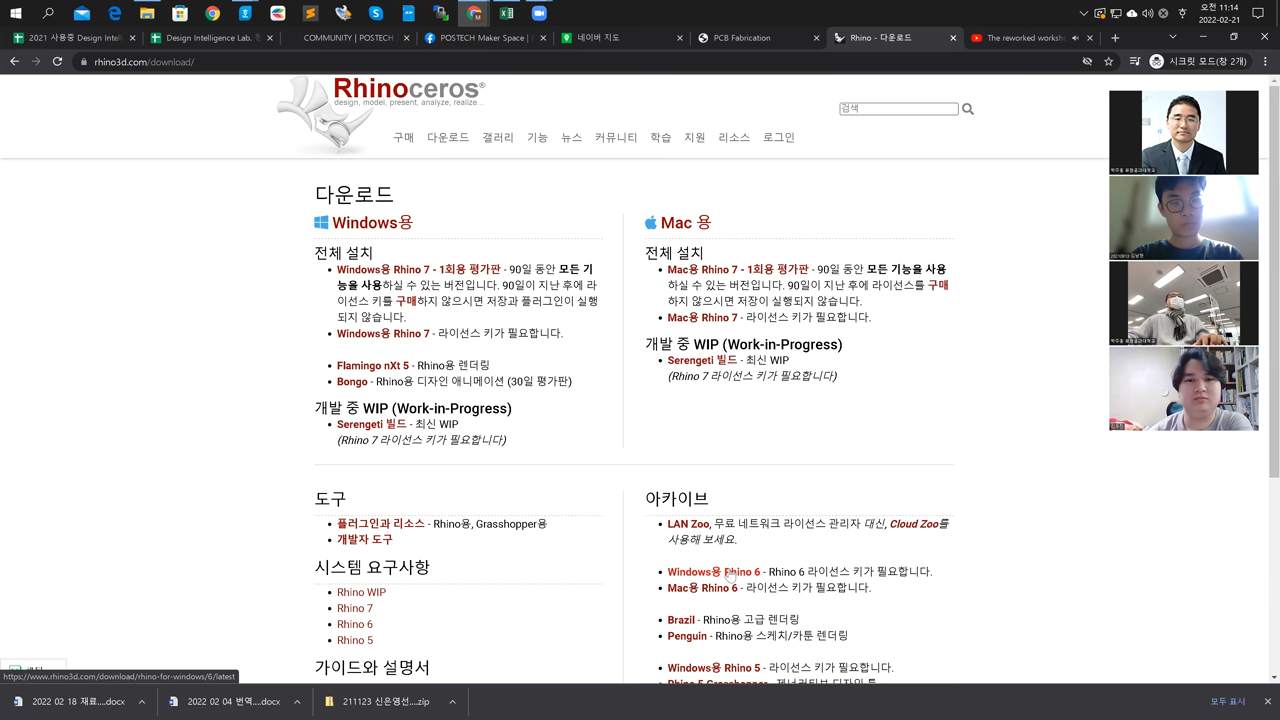 오전 11:14
2022-02-21
2021 사용중 Design Intel
Design Intelligence Lab. 
COMMUNITY | POSTECH
POSTECH Maker Space | F
네이버 지도
PCB Fabrication
Rhino - 다운로드
The reworked worksh
rhino3d.com/download/
시크릿 모드(창 2개)
Rhinoceros®
design, model, present, analyze, realize...
검색
구매 다운로드 갤러리 기능 뉴스 커뮤니티 학습 지원 리소스 로그인
다운로드
Windows용
전체 설치
Windows용 Rhino 7 - 1회용 평가판 - 90일 동안 모든 기
능을 사용하실 수 있는 버전입니다. 90일이 지난 후에 라
이선스 키를 구매하지 않으시면 저장과 플러그인이 실행
되지 않습니다.
Windows용 Rhino 7 - 라이선스 키가 필요합니다.
Flamingo nXt 5 - Rhino용 렌더링
Bongo - Rhino용 디자인 애니메이션 (30일 평가판)
개발 중 WIP (Work-in-Progress)
Serengeti 빌드 - 최신 WIP
(Rhino 7 라이선스 키가 필요합니다)
Mac 용
전체 설치
Mac용 Rhino 7 - 1회용 평가판 - 90일 동안 모든 기능을 사용
하실 수 있는 버전입니다. 90일이 지난 후에 라이선스를 구매
하지 않으시면 저장이 실행되지 않습니다.
Mac용 Rhino 7 - 라이선스 키가 필요합니다.
개발 중 WIP (Work-in-Progress)
Serengeti 빌드 - 최신 WIP
(Rhino 7 라이선스 키가 필요합니다)
도구
플러그인과 리소스 - Rhino용, Grasshopper용
개발자 도구
시스템 요구사항
Rhino WIP
Rhino 7
Rhino 6
Rhino 5
가이드와 설명서
아카이브
LAN Zoo, 무료 네트워크 라이선스 관리자 대신, Cloud Zoo를
사용해 보세요.
Windows용 Rhino 6 - Rhino 6 라이선스 키가 필요합니다.
Mac용 Rhino 6 - 라이선스 키가 필요합니다.
Brazil - Rhino용 고급 렌더링
Penguin - Rhino용 스케치/카툰 렌더링
Windows용 Rhino 5 - 라이선스 키가 필요합니다.
Rhino 5 Grasshopper - 제너러티브 디자인 툴
https://www.rhino3d.com/download/rhino-for-windows/6/latest
2022 02 18 재료....docx
2022 02 04 번역....docx
211123 신은영선....zip
모두 표시